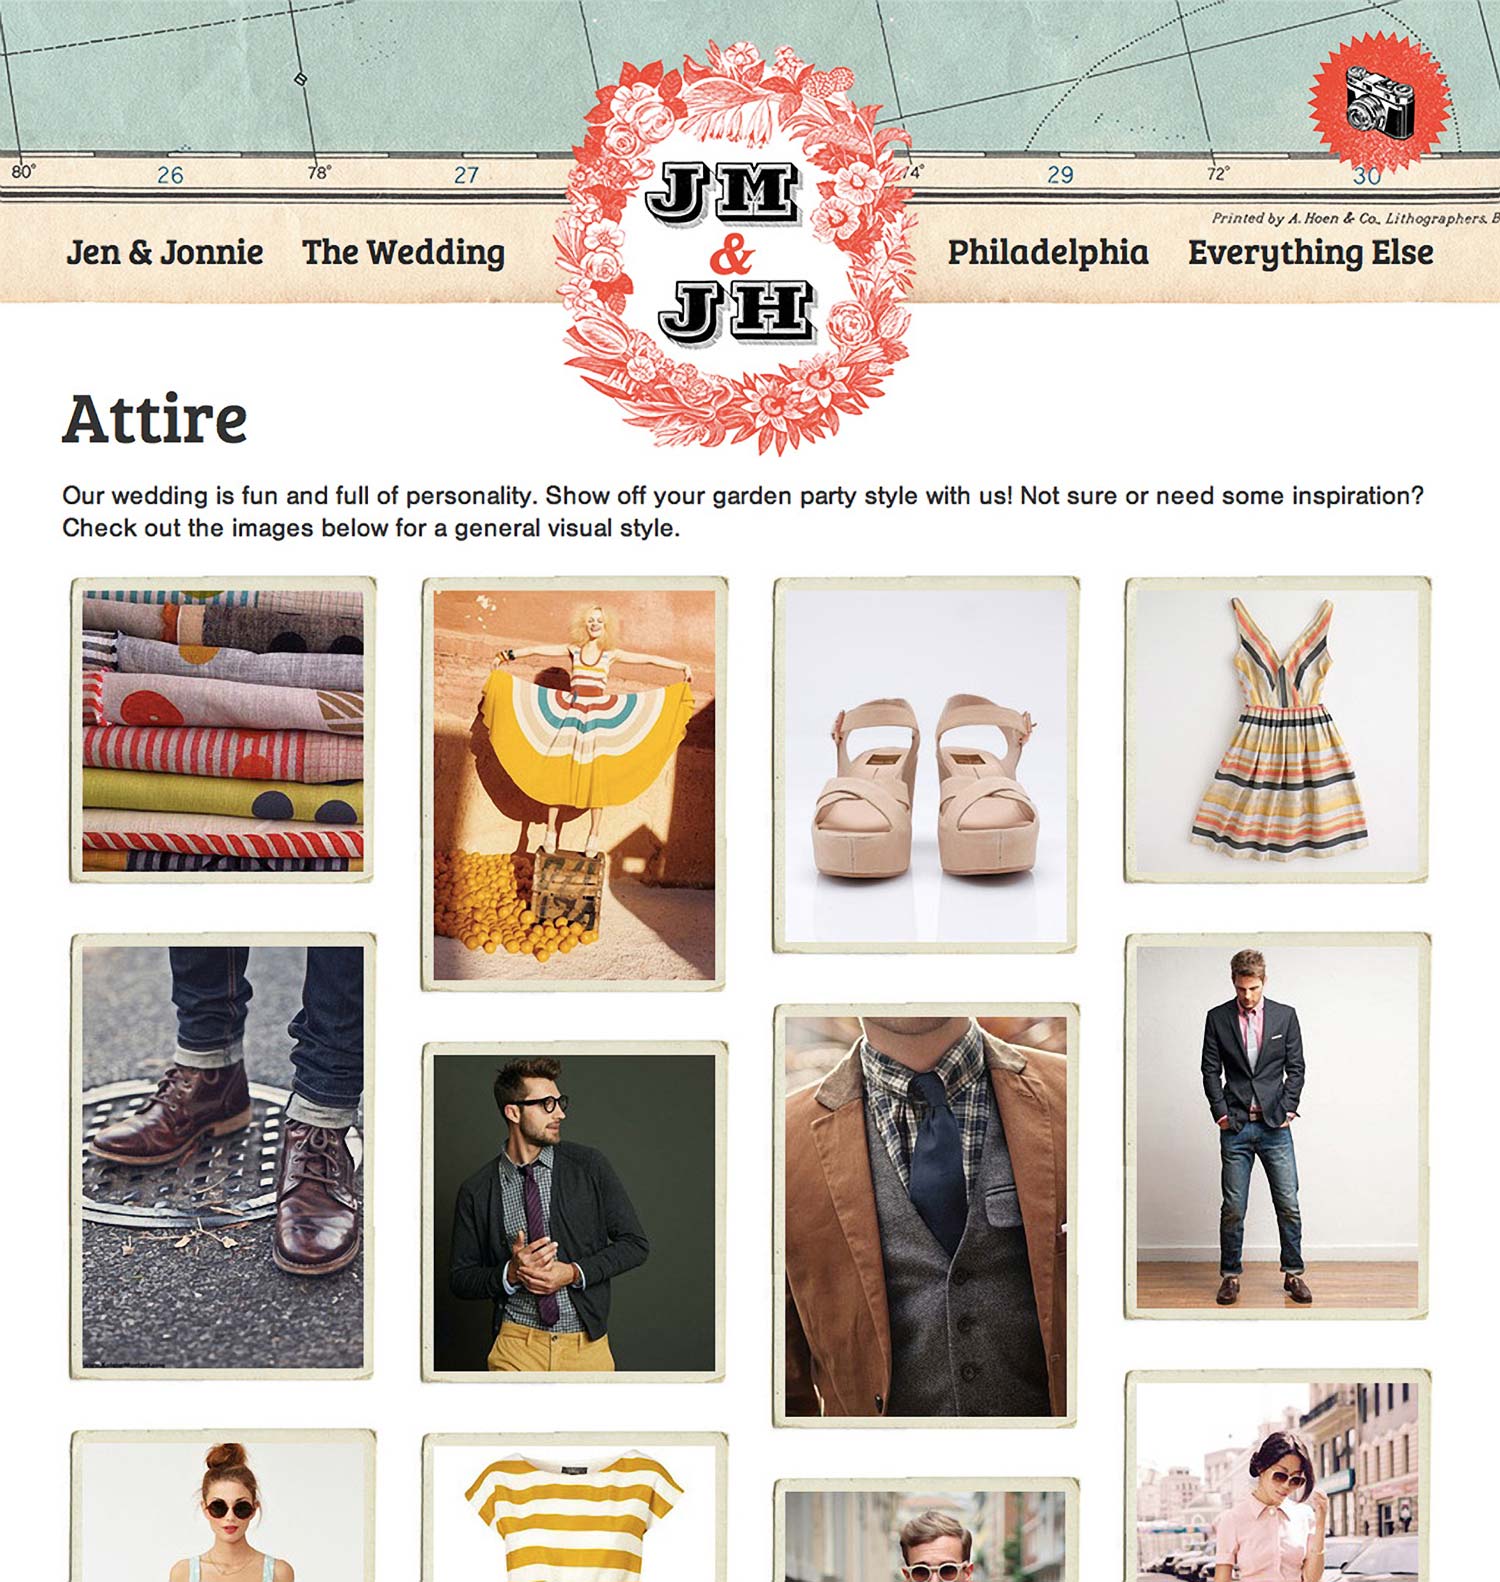 80°
26
78°
27
74°
29
72°
30
Printed by A. Hoen & Co., Lithographers. B
Jen & Jonnie
The Wedding
JM
&
JH
Philadelphia
Everything Else
Attire
Our wedding is fun and full of personality. Show off your garden party style with us! Not sure or need some inspiration?
Check out the images below for a general visual style.